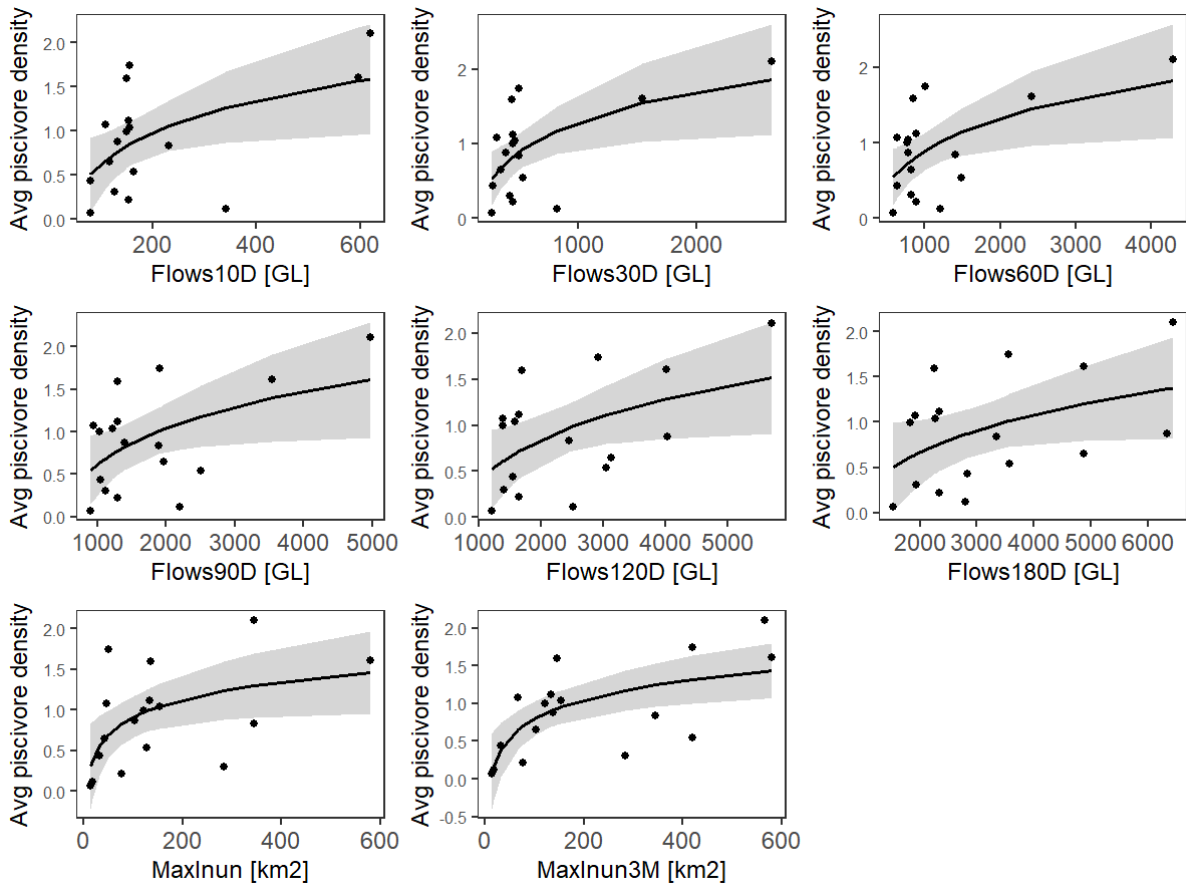 Avg piscivore density
2.0
1.5
1.0
0.5
0.0
200 400 600
Flows10D [GL]
Avg piscivore density
2
1
0
1000 2000
Flows30D [GL]
Avg piscivore density
2
1
0
1000 2000 3000 4000
Flows60D [GL]
Avg piscivore density
2.0
1.5
1.0
0.5
0.0
1000 2000 3000 4000 5000
Flows90D [GL]
Avg piscivore density
2.0
1.5
1.0
0.5
0.0
1000 2000 3000 4000 5000
Flows120D [GL]
Avg piscivore density
2.0
1.5
1.0
0.5
0.0
2000 3000 4000 5000 6000
Flows180D [GL]
Avg piscivore density
2.0
1.5
1.0
0.5
0.0
0 200 400 600
MaxInun [km2]
Avg piscivore density
2.0
1.5
1.0
0.5
0.0
-0.5
0 200 400 600
MaxInun3M [km2]